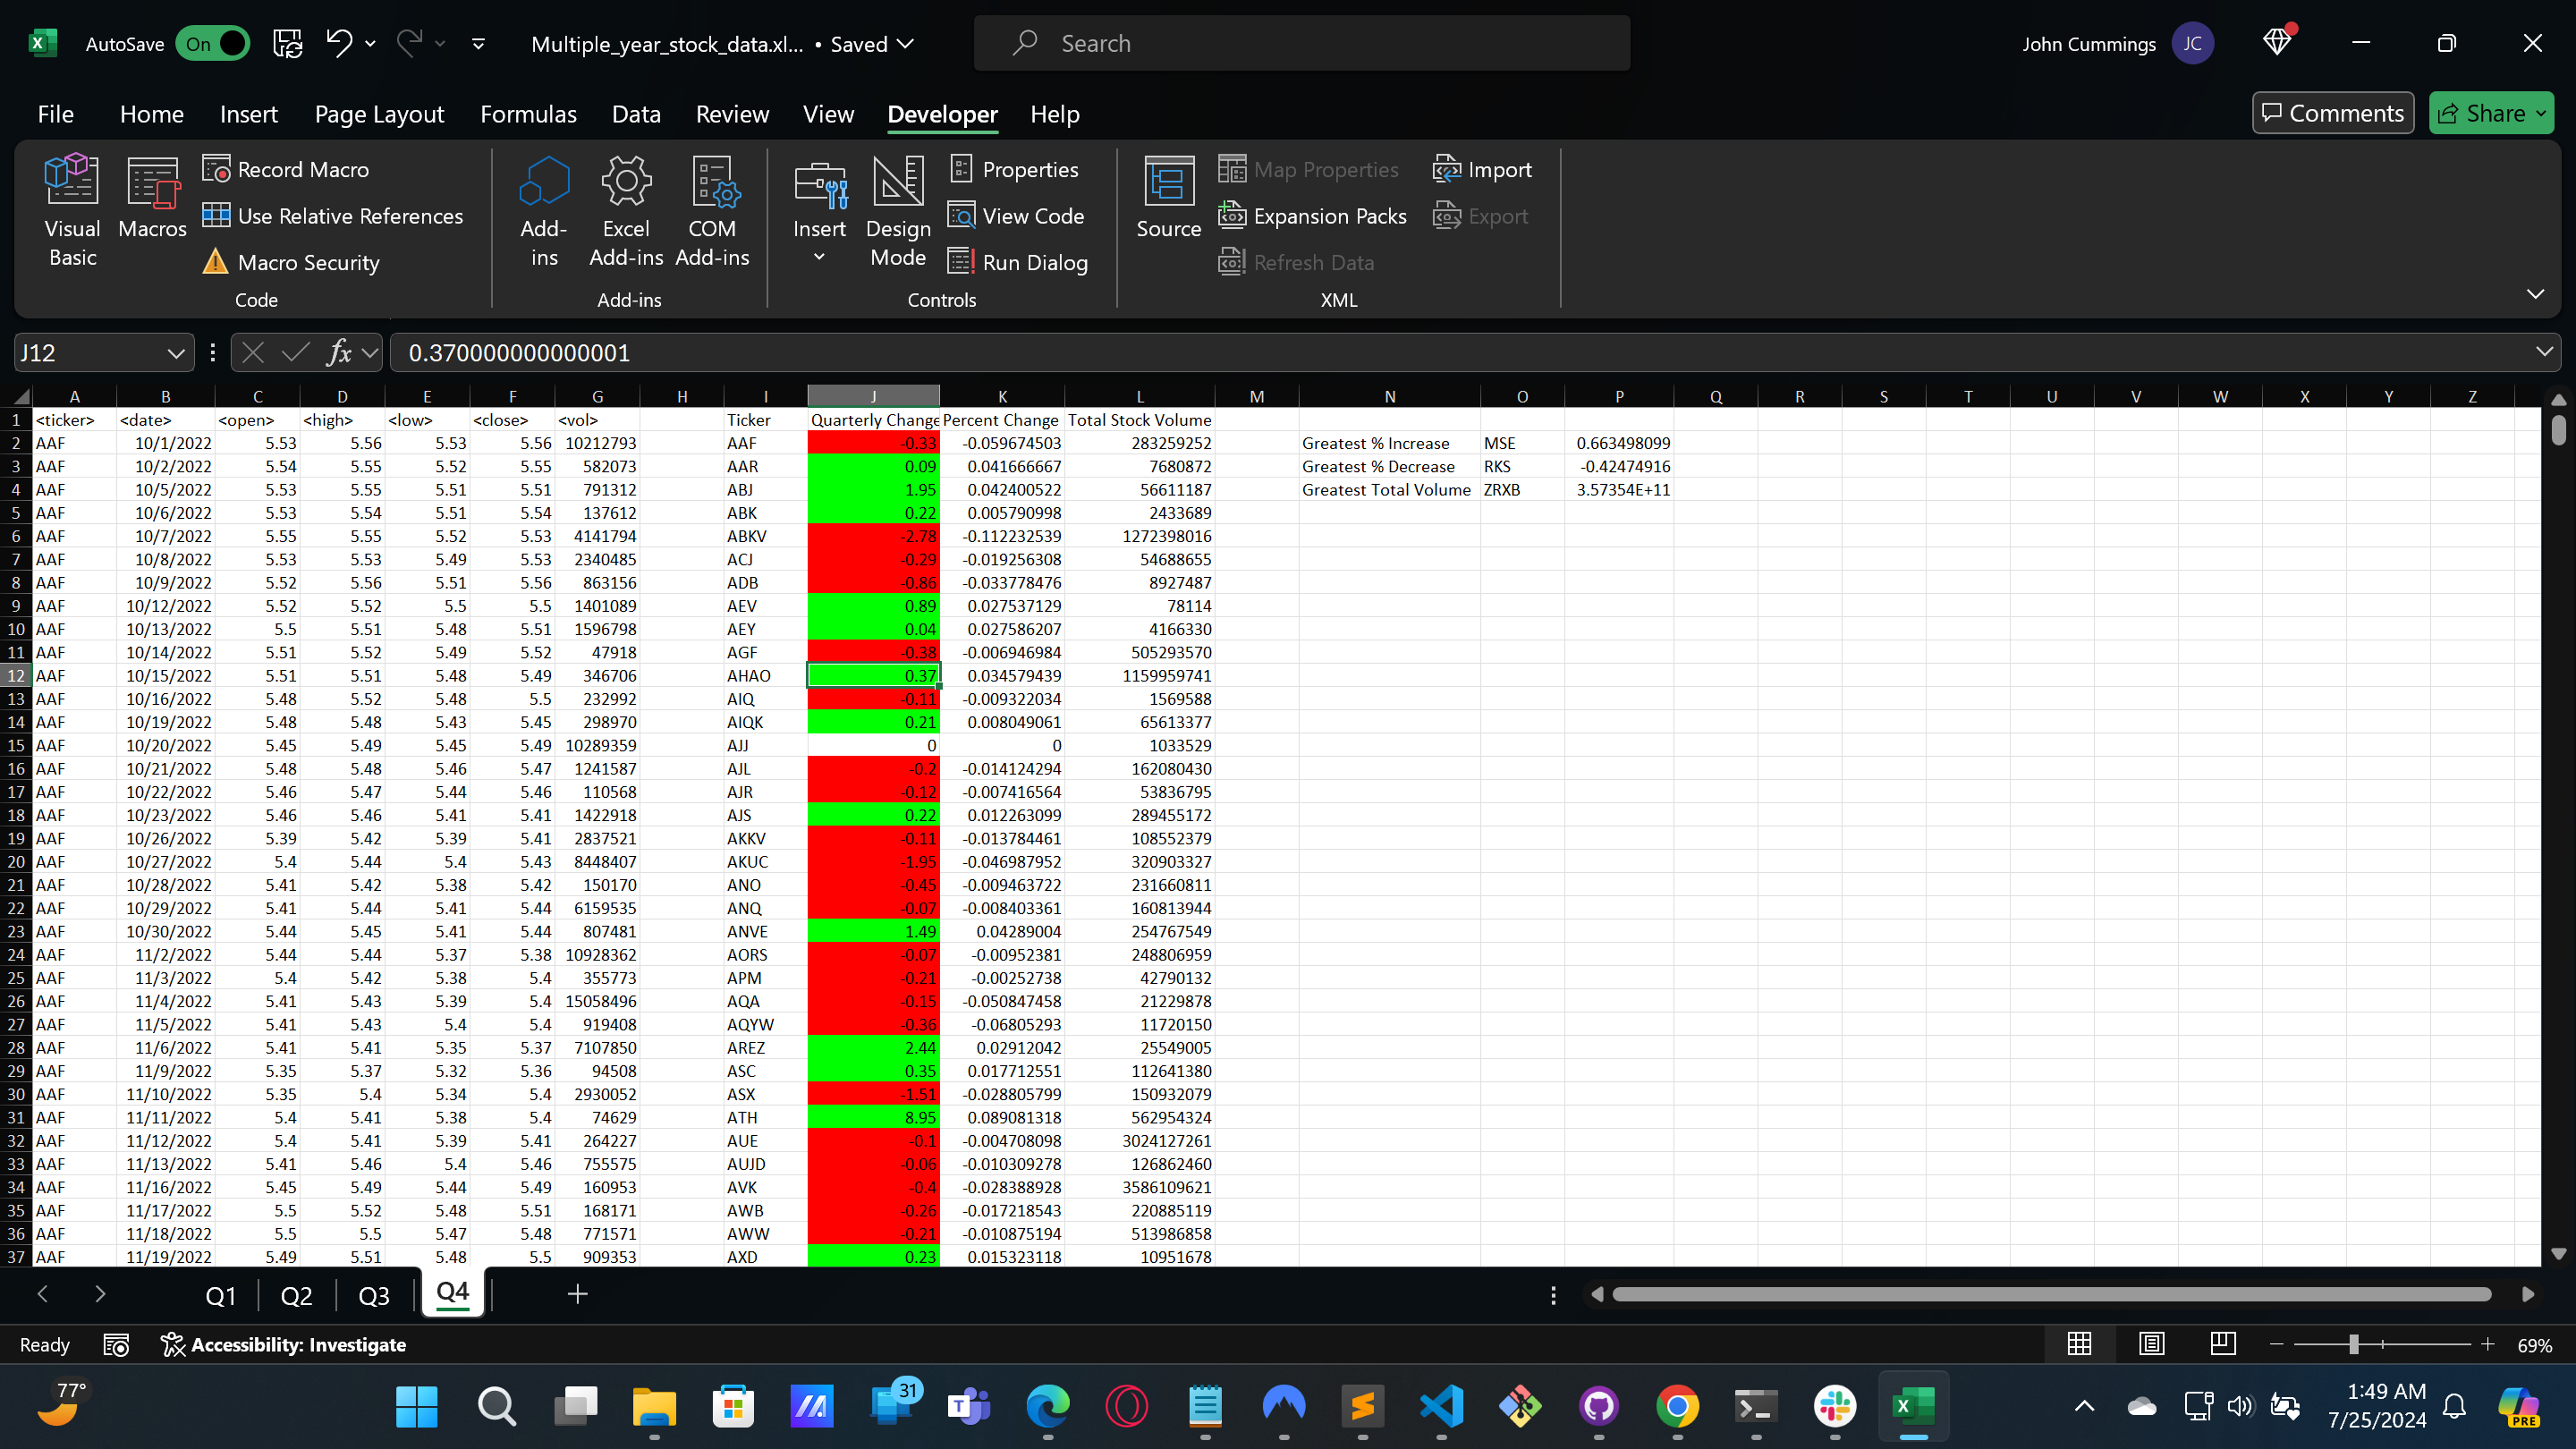 AutoSave On Multiple_year_stock_data.xl... • Saved Search John Cummings JC
File Home Insert Page Layout Formulas Data Review View Developer Help Comments Share
Visual Basic Macros Record Macro Use Relative References Macro Security Code
Add-ins Excel Add-ins COM Add-ins Add-ins
Insert Design Mode Properties View Code Run Dialog Controls
Source Map Properties Expansion Packs Refresh Data Import Export XML
J12 fx 0.370000000000001
A B C D E F G H I J K L M N O P Q R S T U V W X Y Z
1 <ticker> <date> <open> <high> <low> <close> <vol> Ticker Quarterly Change Percent Change Total Stock Volume
2 AAF 10/1/2022 5.53 5.56 5.53 5.56 10212793 AAF -0.33 -0.059674503 283259252 Greatest % Increase MSE 0.663498099
3 AAF 10/2/2022 5.54 5.55 5.52 5.55 582073 AAR 0.09 0.041666667 7680872 Greatest % Decrease RKS -0.42474916
4 AAF 10/5/2022 5.53 5.55 5.51 5.51 791312 ABJ 1.95 0.042400522 56611187 Greatest Total Volume ZRXB 3.57354E+11
5 AAF 10/6/2022 5.53 5.54 5.51 5.54 137612 ABK 0.22 0.005790998 2433689
6 AAF 10/7/2022 5.55 5.55 5.52 5.53 4141794 ABKV -2.78 -0.112232539 1272398016
7 AAF 10/8/2022 5.53 5.53 5.49 5.53 2340485 ACJ -0.29 -0.019256308 54688655
8 AAF 10/9/2022 5.52 5.56 5.51 5.56 863156 ADB -0.86 -0.033778476 8927487
9 AAF 10/12/2022 5.52 5.52 5.5 5.5 1401089 AEV 0.89 0.027537129 78114
10 AAF 10/13/2022 5.5 5.51 5.48 5.51 1596798 AEY 0.04 0.027586207 4166330
11 AAF 10/14/2022 5.51 5.52 5.49 5.52 47918 AGF -0.38 -0.006946984 505293570
12 AAF 10/15/2022 5.51 5.51 5.48 5.49 346706 AHAO 0.37 0.034579439 1159959741
13 AAF 10/16/2022 5.48 5.52 5.48 5.5 232992 AIQ -0.11 -0.009322034 1569588
14 AAF 10/19/2022 5.48 5.48 5.43 5.45 298970 AIQK 0.21 0.008049061 65613377
15 AAF 10/20/2022 5.45 5.49 5.45 5.49 10289359 AJJ 0 0 1033529
16 AAF 10/21/2022 5.48 5.48 5.46 5.47 1241587 AJL -0.2 -0.014124294 162080430
17 AAF 10/22/2022 5.46 5.47 5.44 5.46 110568 AJR -0.12 -0.007416564 53836795
18 AAF 10/23/2022 5.46 5.46 5.41 5.41 1422918 AJS 0.22 0.012263099 289455172
19 AAF 10/26/2022 5.39 5.42 5.39 5.41 2837521 AKKV -0.11 -0.013784461 108552379
20 AAF 10/27/2022 5.4 5.44 5.4 5.43 8448407 AKUC -1.95 -0.046987952 320903327
21 AAF 10/28/2022 5.41 5.42 5.38 5.42 150170 ANO -0.45 -0.009463722 231660811
22 AAF 10/29/2022 5.41 5.44 5.41 5.44 6159535 ANQ -0.07 -0.008403361 160813944
23 AAF 10/30/2022 5.44 5.45 5.41 5.44 807481 ANVE 1.49 0.04289004 254767549
24 AAF 11/2/2022 5.44 5.44 5.37 5.38 10928362 AORS -0.07 -0.00952381 248806959
25 AAF 11/3/2022 5.4 5.42 5.38 5.4 355773 APM -0.21 -0.00252738 42790132
26 AAF 11/4/2022 5.41 5.43 5.39 5.4 15058496 AQA -0.15 -0.050847458 21229878
27 AAF 11/5/2022 5.41 5.43 5.4 5.4 919408 AQYW -0.36 -0.06805293 11720150
28 AAF 11/6/2022 5.41 5.41 5.35 5.37 7107850 AREZ 2.44 0.02912042 25549005
29 AAF 11/9/2022 5.35 5.37 5.32 5.36 94508 ASC 0.35 0.017712551 112641380
30 AAF 11/10/2022 5.35 5.4 5.34 5.4 2930052 ASX -1.51 -0.028805799 150932079
31 AAF 11/11/2022 5.4 5.41 5.38 5.4 74629 ATH 8.95 0.089081318 562954324
32 AAF 11/12/2022 5.4 5.41 5.39 5.41 264227 AUE -0.1 -0.004708098 3024127261
33 AAF 11/13/2022 5.41 5.46 5.4 5.46 755575 AUJD -0.06 -0.010309278 126862460
34 AAF 11/16/2022 5.45 5.49 5.44 5.49 160953 AVK -0.4 -0.028388928 3586109621
35 AAF 11/17/2022 5.5 5.52 5.48 5.51 168171 AWB -0.26 -0.017218543 220885119
36 AAF 11/18/2022 5.5 5.5 5.47 5.48 771571 AWW -0.21 -0.010875194 513986858
37 AAF 11/19/2022 5.49 5.51 5.48 5.5 909353 AXD 0.23 0.015323118 10951678
Q1 Q2 Q3 Q4
Ready Accessibility: Investigate 69%
77° 31 1:49 AM
7/25/2024 PRE